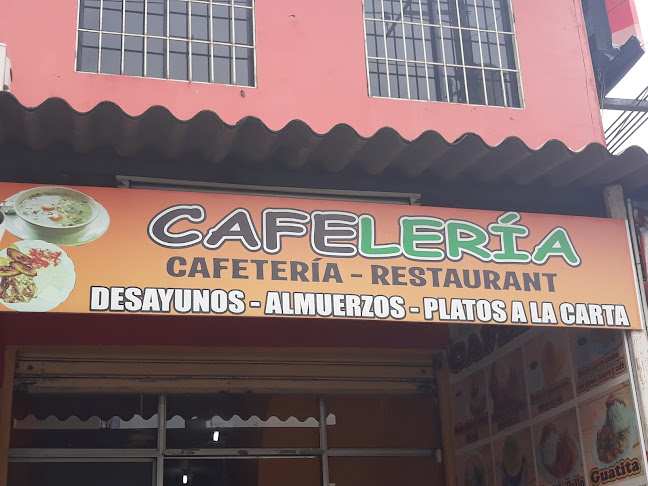 CAFELERÍA
CAFETERÍA - RESTAURANT
DESAYUNOS - ALMUERZOS - PLATOS A LA CARTA
Guatita